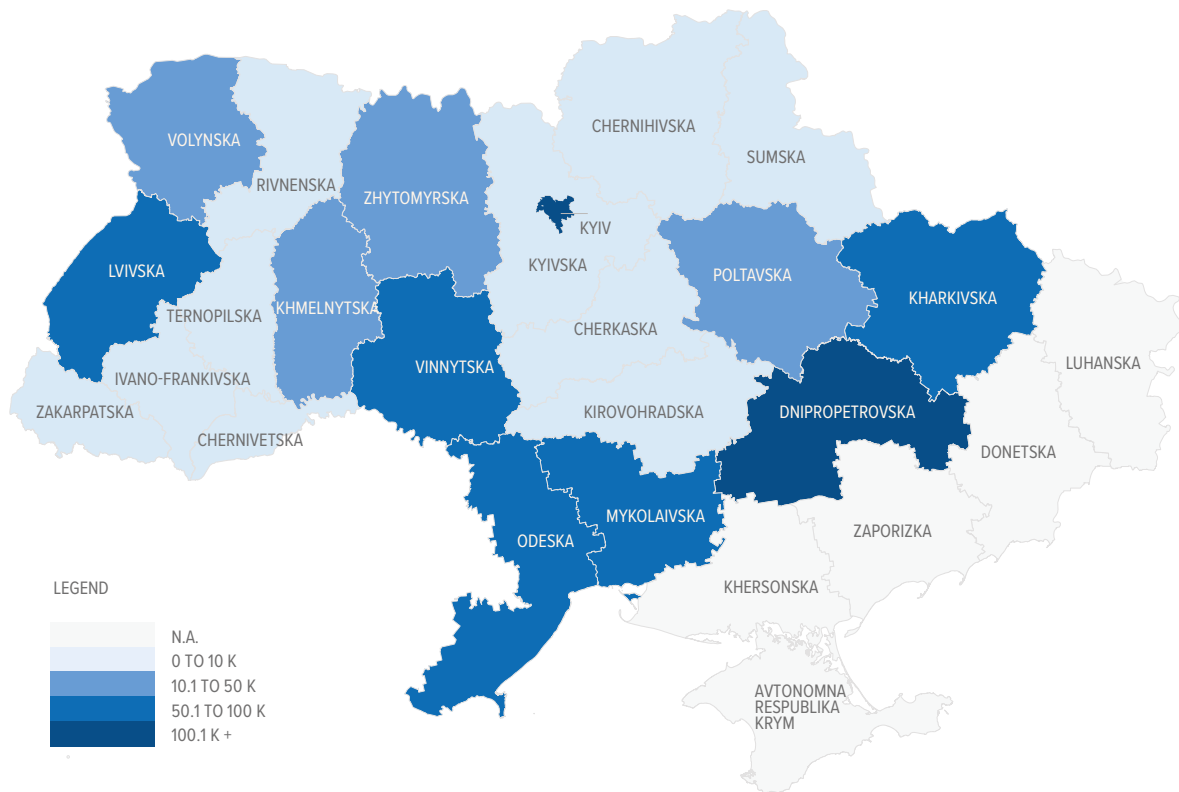 CHERNIHIVSKA
VOLYNSKA
SUMSKA
RIVNENSKA
ZHYTOMYRSKA
KYIV
KYIVSKA
LVIVSKA
POLTAVSKA
KHARKIVSKA
KHMELNYTSKA
TERNOPILSKA
CHERKASKA
LUHANSKA
VINNYTSKA
IVANO-FRANKIVSKA
ZAKARPATSKA
KIROVOHRADSKA
DNIPROPETROVSKA
CHERNIVETSKA
DONETSKA
MYKOLAIVSKA
ZAPORIZKA
ODESKA
KHERSONSKA
AVTONOMNA
RESPUBLIKA
KRYM
LEGEND
N.A.
0 TO 10 K
10.1 TO 50 K
50.1 TO 100 K
100.1 K +